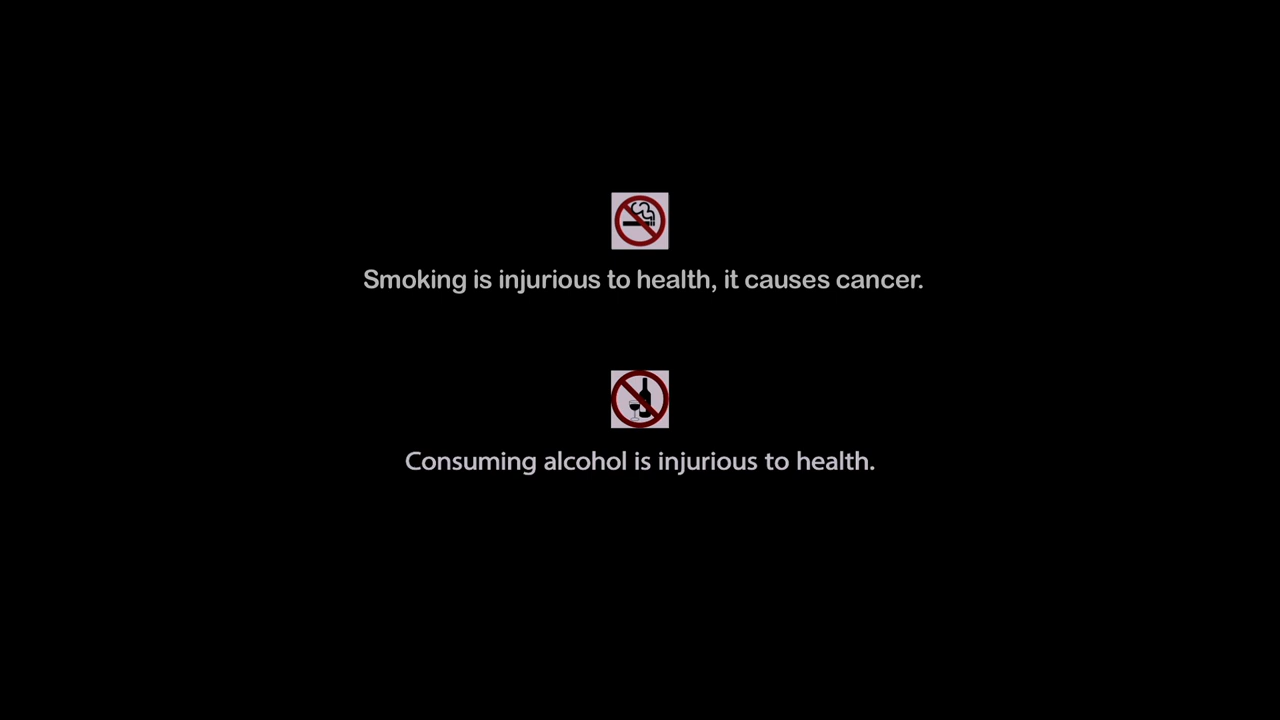 Smoking is injurious to health, it causes cancer.
Consuming alcohol is injurious to health.